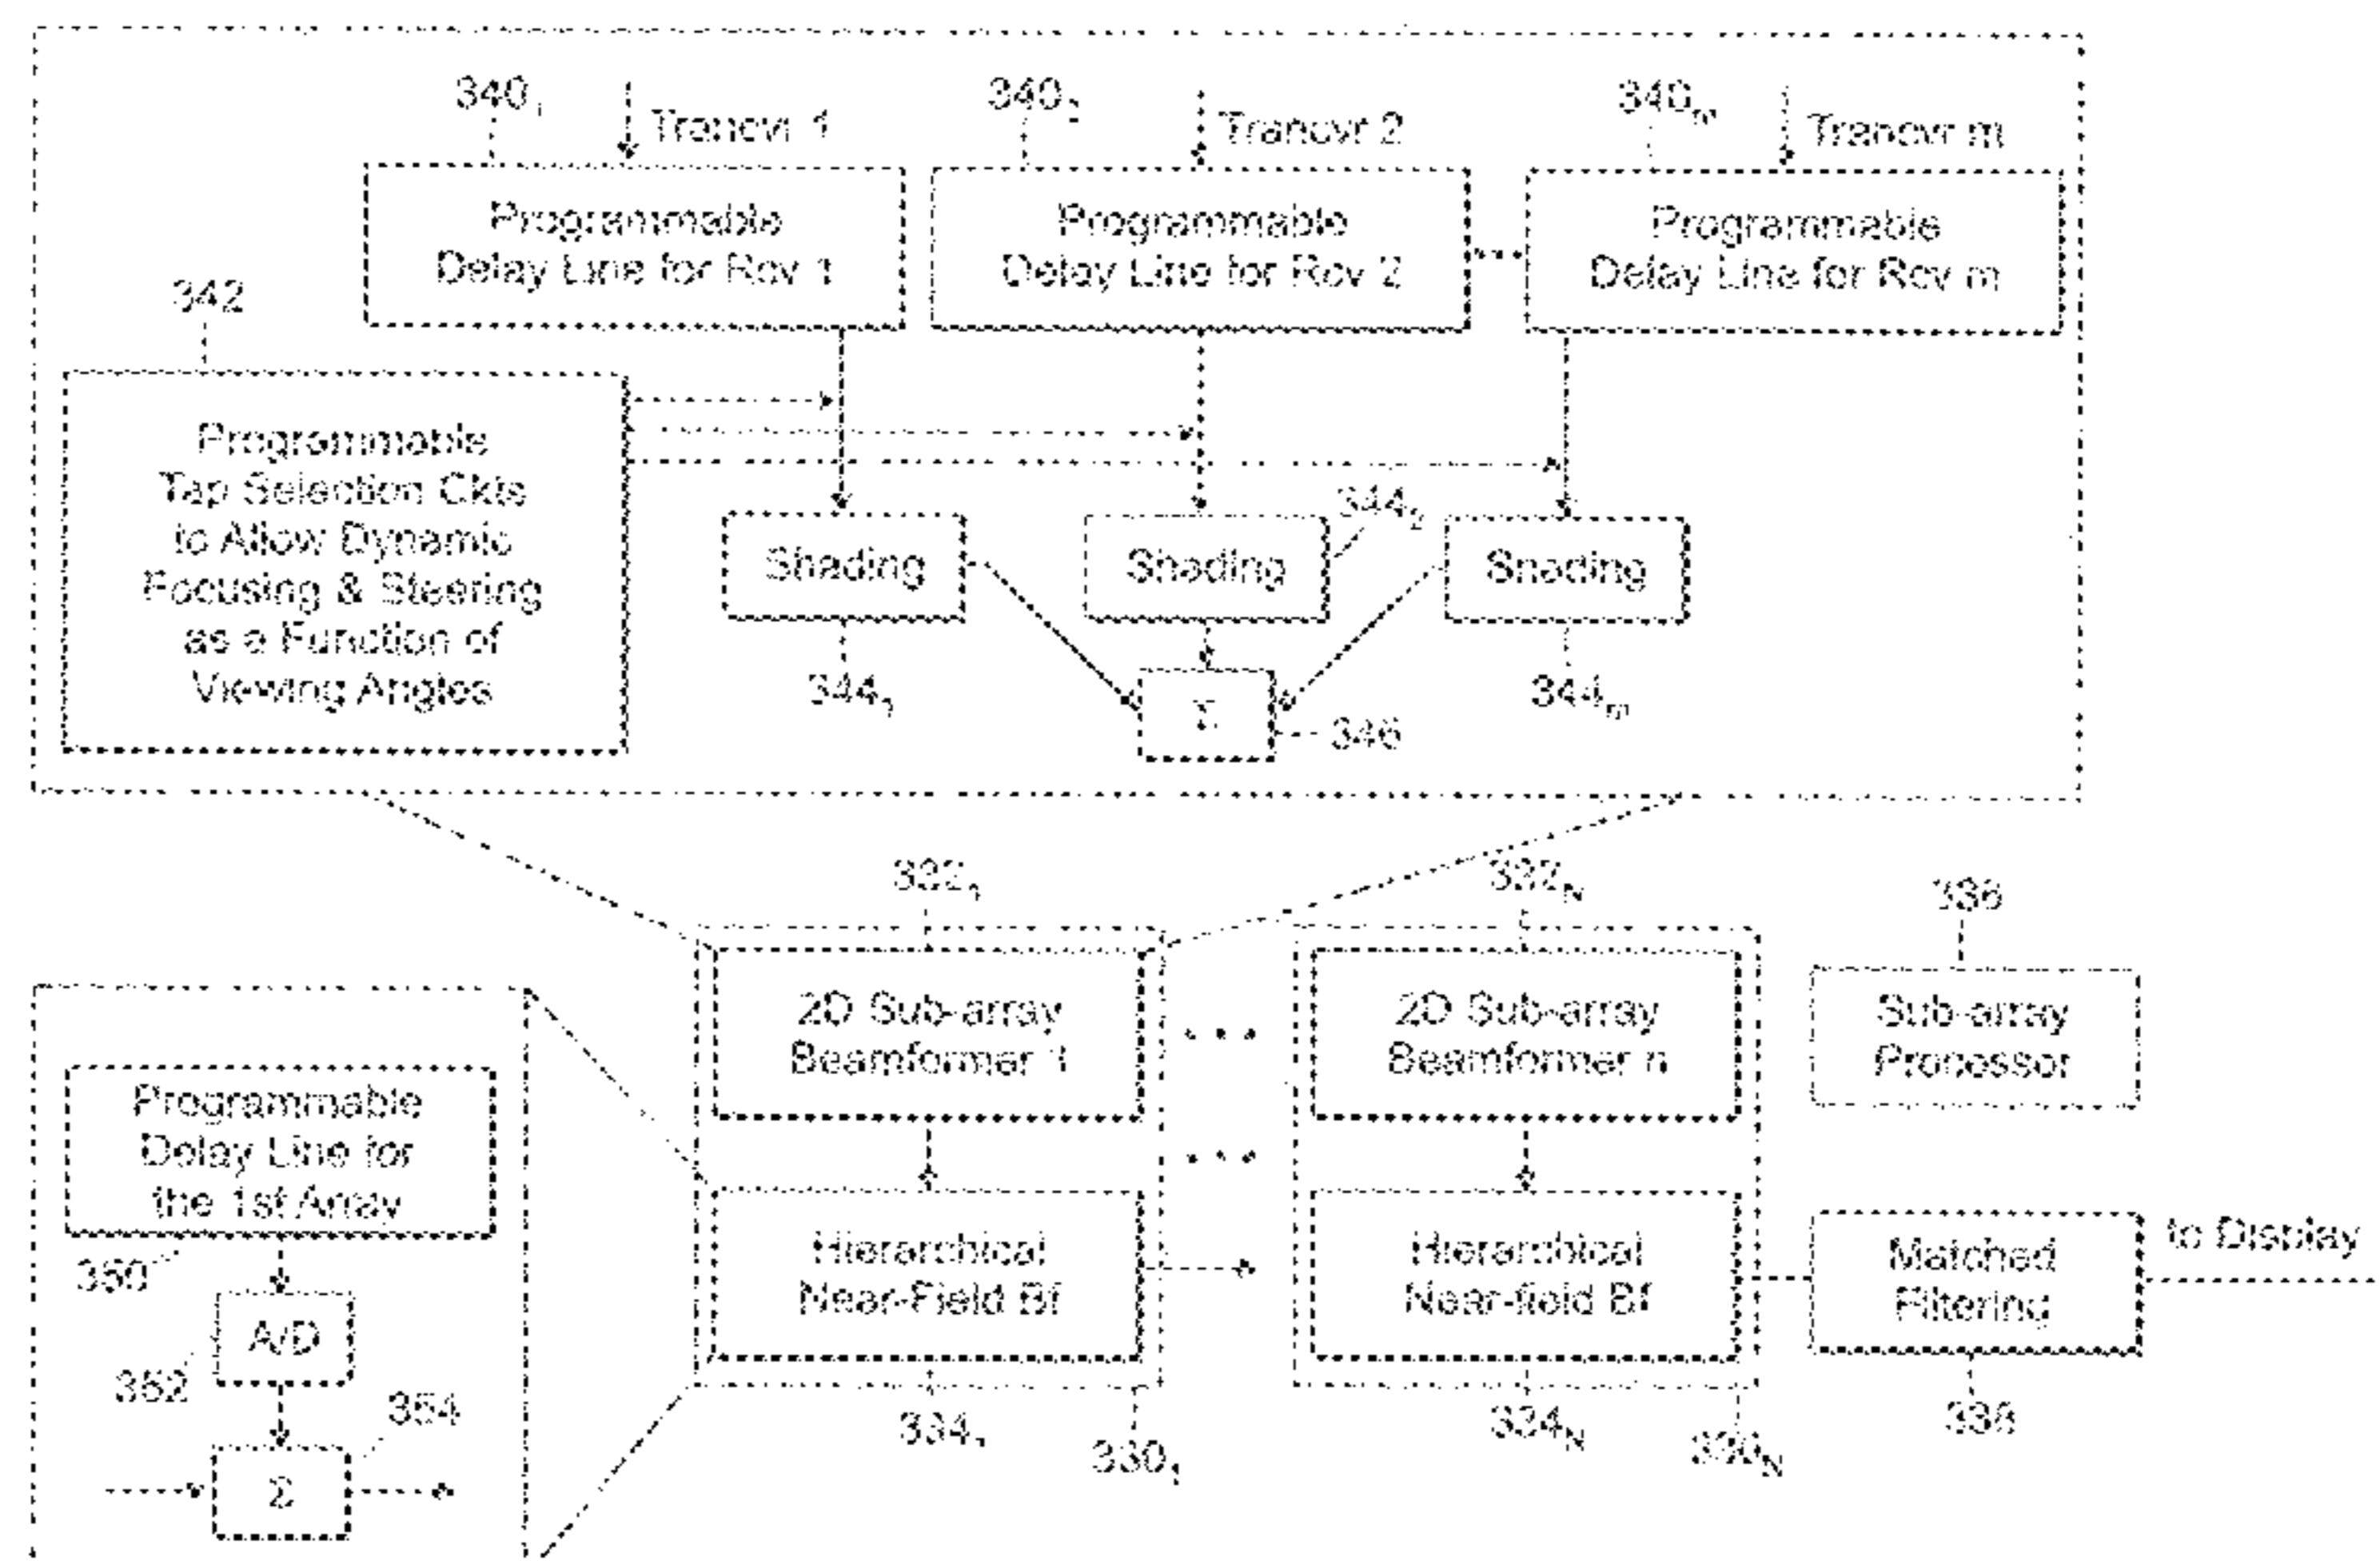 340₁
Trancvr 1
340₂
Trancvr 2
340ₘ
Trancvr m
Programmable
Delay Line for Rcv 1
Programmable
Delay Line for Rcv 2
...
Programmable
Delay Line for Rcv m
342
Programmable
Tap Selection Ckts
to Allow Dynamic
Focusing & Steering
as a Function of
Viewing Angles
Shading
344₂
Shading
Shading
344₁
Σ
346
344ₘ
332₁
332N
336
2D Sub-array
Beamformer 1
...
2D Sub-array
Beamformer n
Sub-array
Processor
Programmable
Delay Line for
the 1st Array
...
350
Hierarchical
Near-Field Bf
Hierarchical
Near-field Bf
Matched
Filtering
to Display
A/D
352
354
Σ
334₁
330₁
334N
330N
338